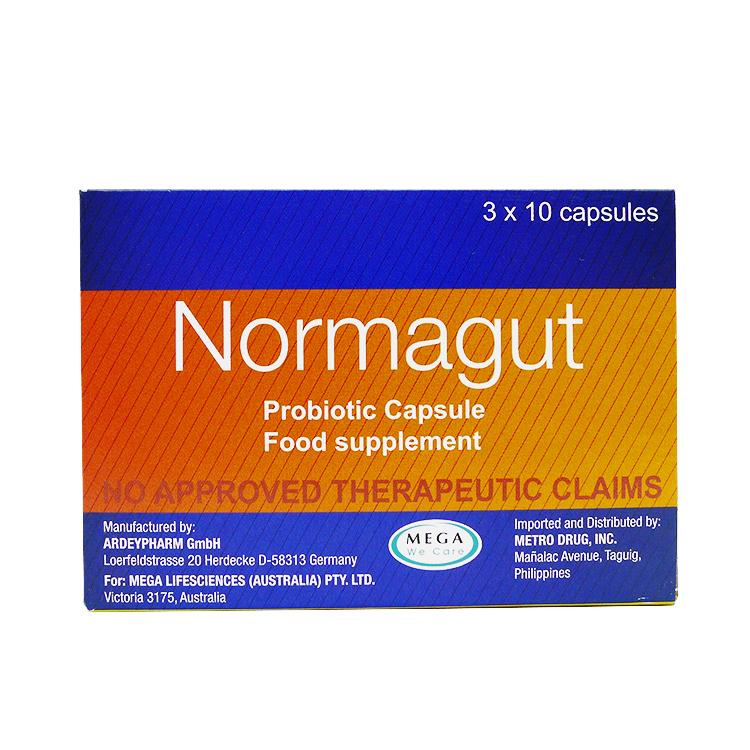 3 x 10 capsules
Normagut
Probiotic Capsule
Food supplement
NO APPROVED THERAPEUTIC CLAIMS
Manufactured by:
ARDEYPHARM GmbH
Loerfeldstrasse 20 Herdecke D-58313 Germany
For: MEGA LIFESCIENCES (AUSTRALIA) PTY. LTD.
Victoria 3175, Australia
MEGA
We Care
Imported and Distributed by:
METRO DRUG, INC.
Mañalac Avenue, Taguig,
Philippines